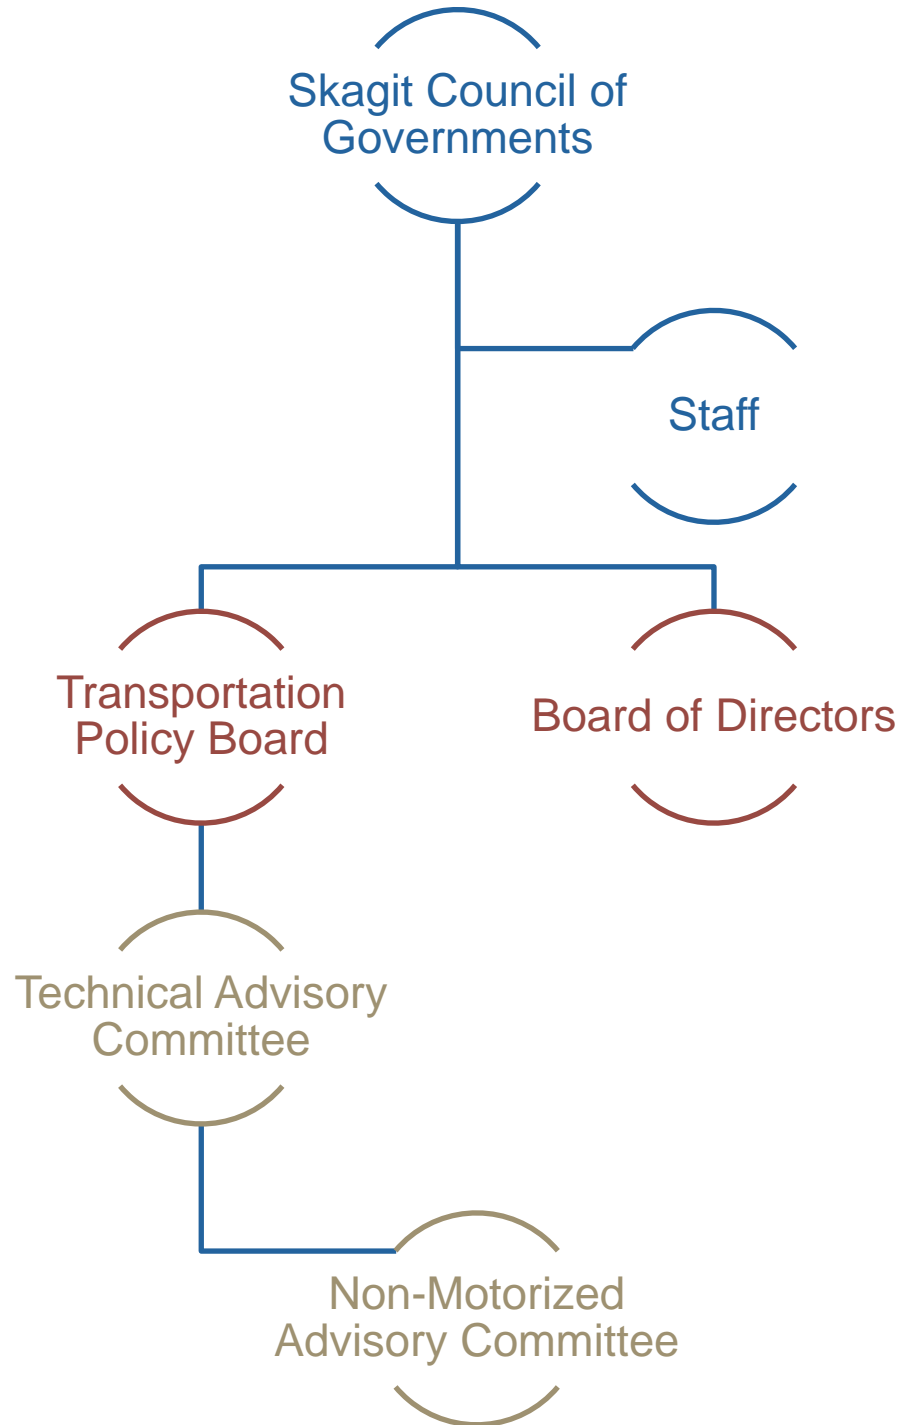 Skagit Council of
Governments
Staff
Transportation
Policy Board
Board of Directors
Technical Advisory
Committee
Non-Motorized
Advisory Committee